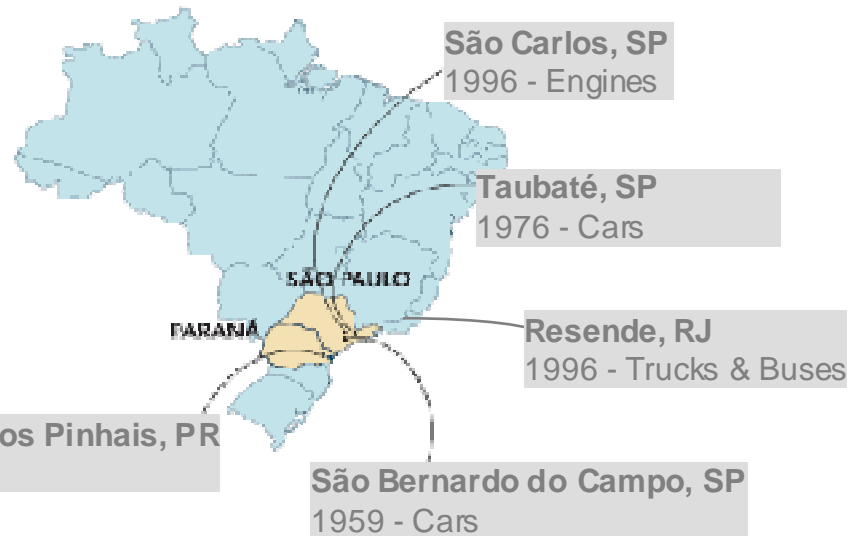 São Carlos, SP
1996 - Engines
Taubaté, SP
1976 - Cars
SÃO PAULO
PARANÁ
Resende, RJ
1996 - Trucks & Buses
os Pinhais, PR
São Bernardo do Campo, SP
1959 - Cars